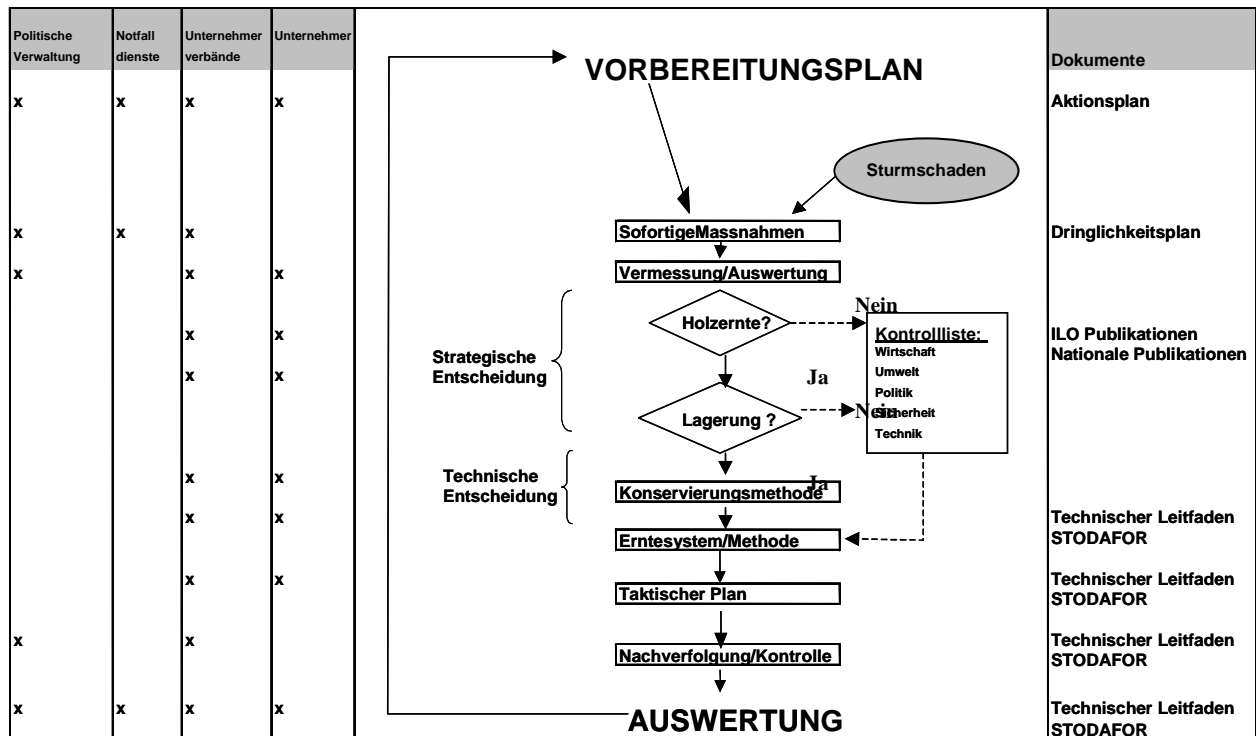 Politische Notfall Unternehmer Unternehmer
Verwaltung dienste verbände
Dokumente
VORBEREITUNGSPLAN
x x x x Aktionsplan
Sturmschaden
x x x SofortigeMassnahmen Dringlichkeitsplan
x x x Vermessung/Auswertung
Nein
Holzernte?
x x Kontrollliste: ILO Publikationen
Strategische Wirtschaft Nationale Publikationen
Entscheidung
x x Ja Umwelt
Politik
Lagerung ? Nein Sicherheit
Technik
Technische
x x Entscheidung Ja
Konservierungsmethode
x x Technischer Leitfaden
Erntesystem/Methode STODAFOR
x x Technischer Leitfaden
Taktischer Plan STODAFOR
x x Technischer Leitfaden
Nachverfolgung/Kontrolle STODAFOR
x x x x Technischer Leitfaden
AUSWERTUNG STODAFOR